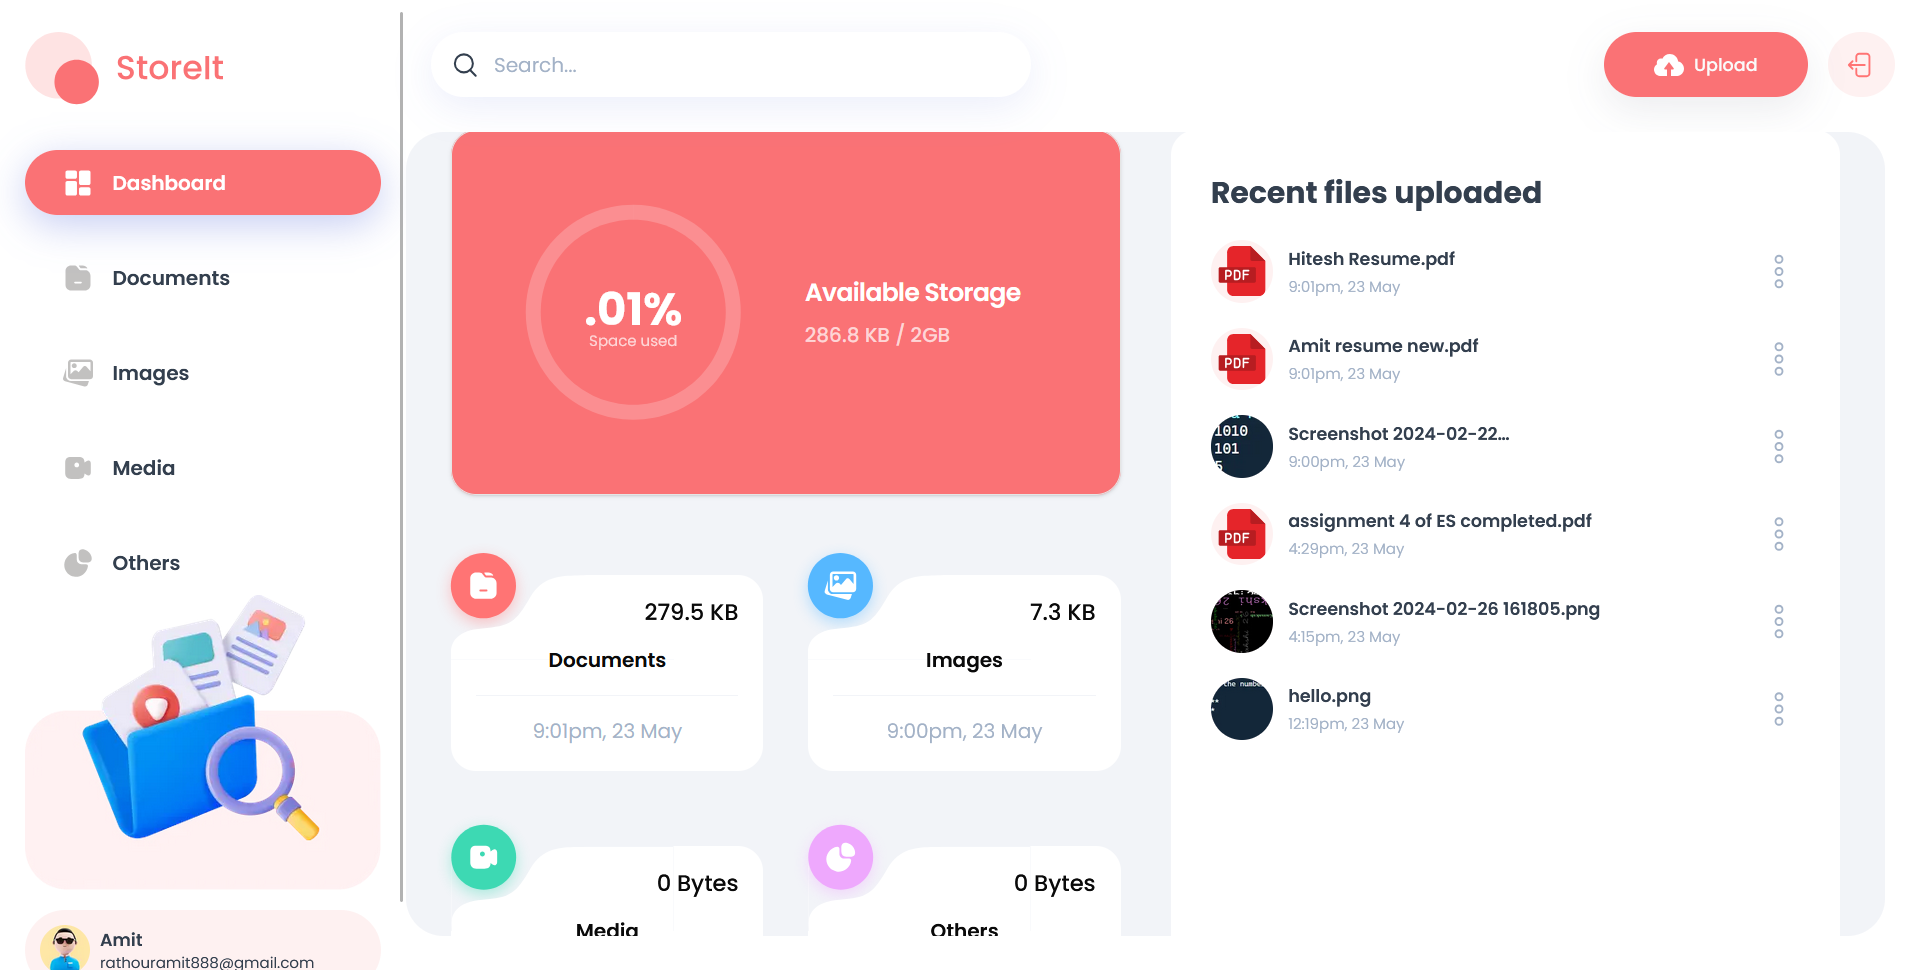 StoreIt
Search...
Upload
Dashboard
Documents
Images
Media
Others
Amit
rathouramit888@gmail.com
.01%
Space used
Available Storage
286.8 KB / 2GB
279.5 KB
Documents
9:01pm, 23 May
7.3 KB
Images
9:00pm, 23 May
0 Bytes
Media
0 Bytes
Others
Recent files uploaded
PDF
Hitesh Resume.pdf
9:01pm, 23 May
PDF
Amit resume new.pdf
9:01pm, 23 May
1010
101
5
Screenshot 2024-02-22...
9:00pm, 23 May
PDF
assignment 4 of ES completed.pdf
4:29pm, 23 May
Screenshot 2024-02-26 161805.png
4:15pm, 23 May
the numbe
hello.png
12:19pm, 23 May